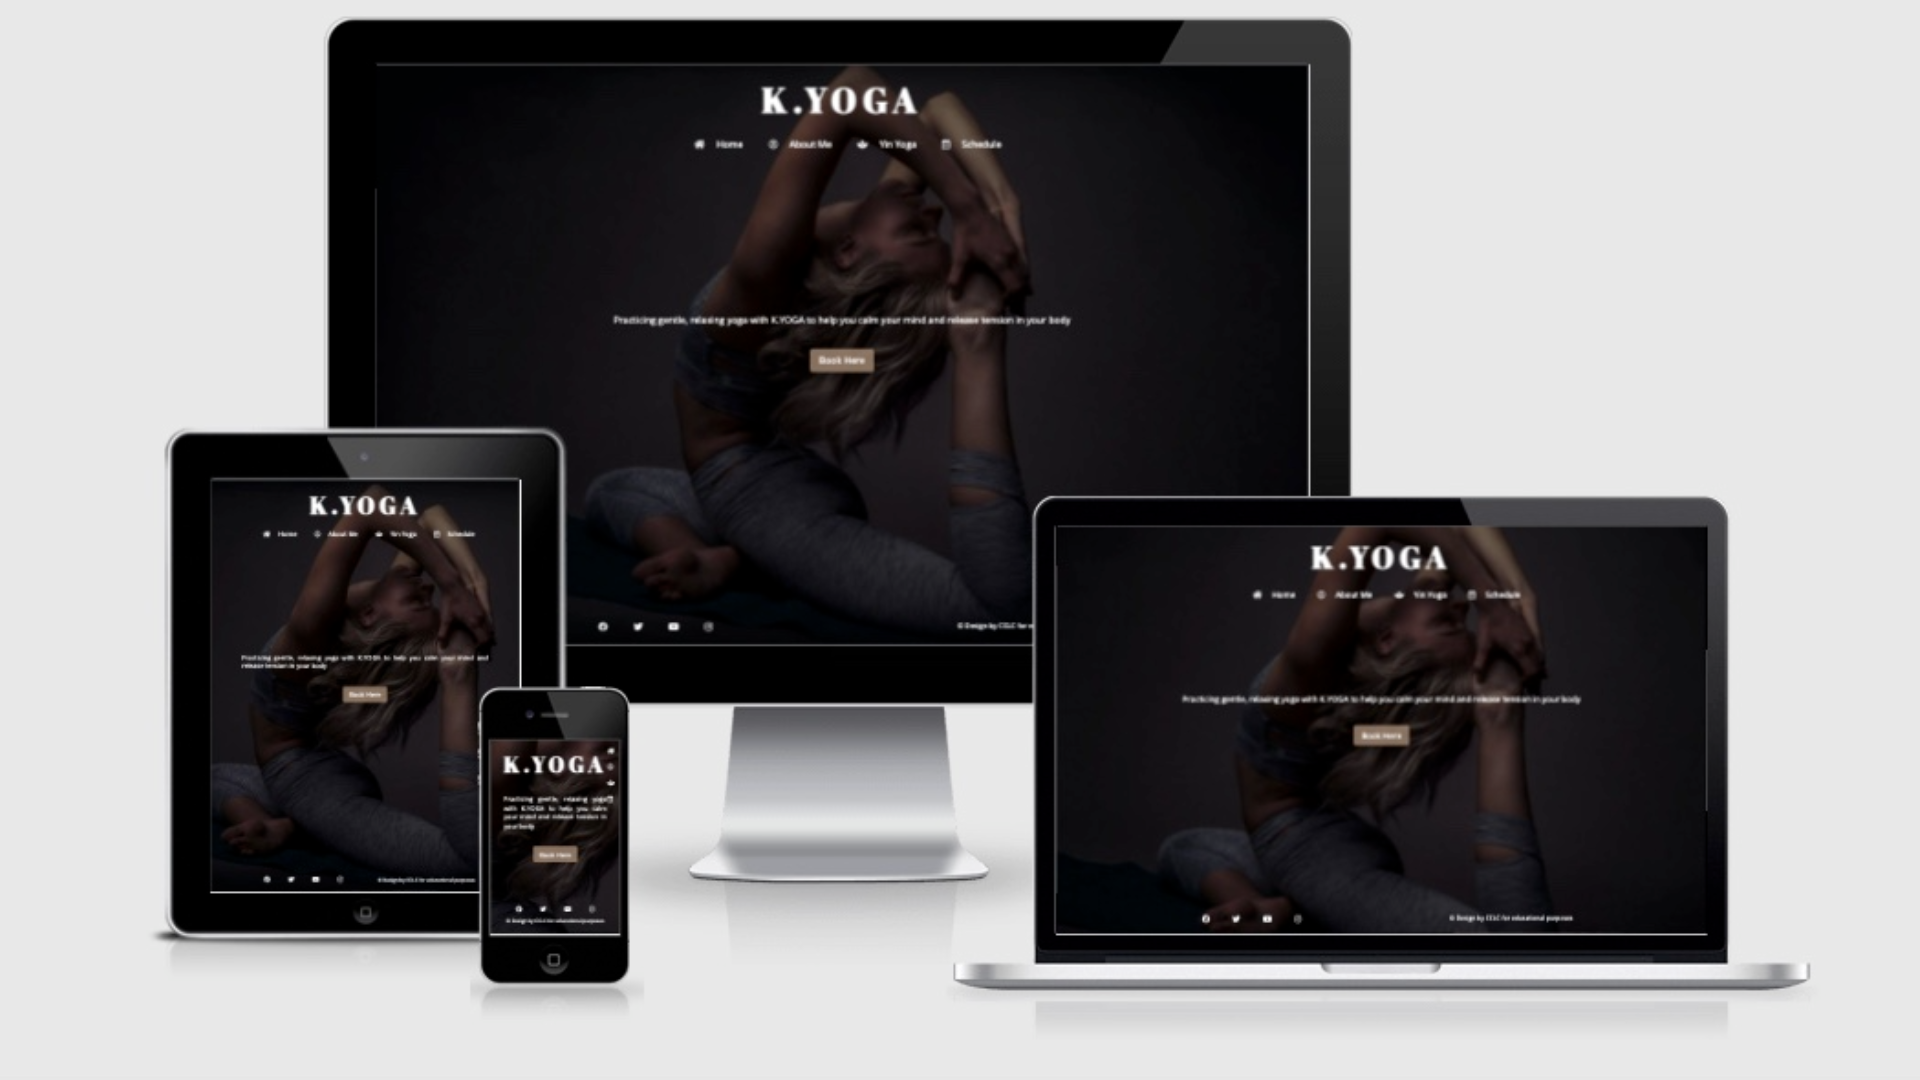 K.YOGA
Home About Me Yin Yoga Schedule
Practicing gentle, relaxing yoga with K.YOGA to help you calm your mind and release tension in your body
Book Here
© Design by CCLC for
K.YOGA
Home About Me Yin Yoga Schedule
Practicing gentle, relaxing yoga with K.YOGA to help you calm your mind and
release tension in your body
Book Here
© Design by CCLC for educational purposes
K.YOGA
Practicing gentle, relaxing yoga
with K.YOGA to help you calm
your mind and release tension in
your body
Book Here
© Design by CCLC for educational purposes
K.YOGA
Home About Me Yin Yoga Schedule
Practicing gentle, relaxing yoga with K.YOGA to help you calm your mind and release tension in your body
Book Here
© Design by CCLC for educational purposes